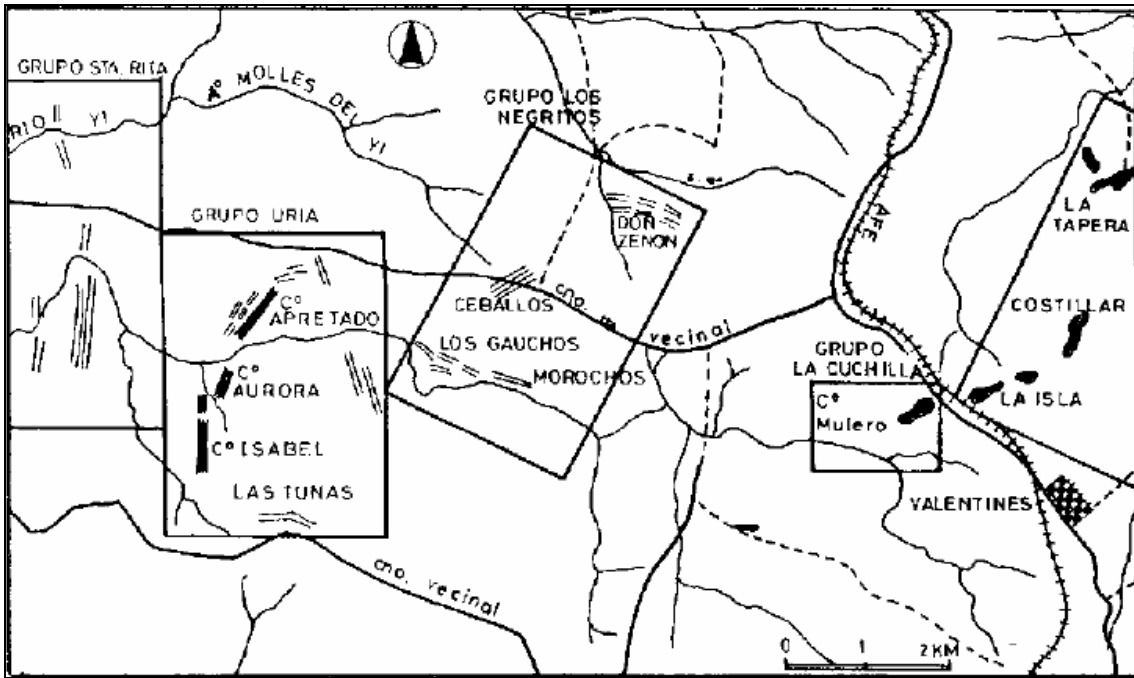 GRUPO STA. RITA
RIO YI
Aº MOLLES DEL YI
GRUPO LOS
NEGRITOS
GRUPO URIA
Cº
APRETADO
Cº
AURORA
Cº ISABEL
LAS TUNAS
cno. vecinal
DON
ZENON
CEBALLOS
cno.
vecinal
LOS GAUCHOS
MOROCHOS
AFE
GRUPO
LA CUCHILLA
Cº
Mulero
LA
TAPERA
COSTILLAR
LA ISLA
VALENTINES
0 1 2 KM